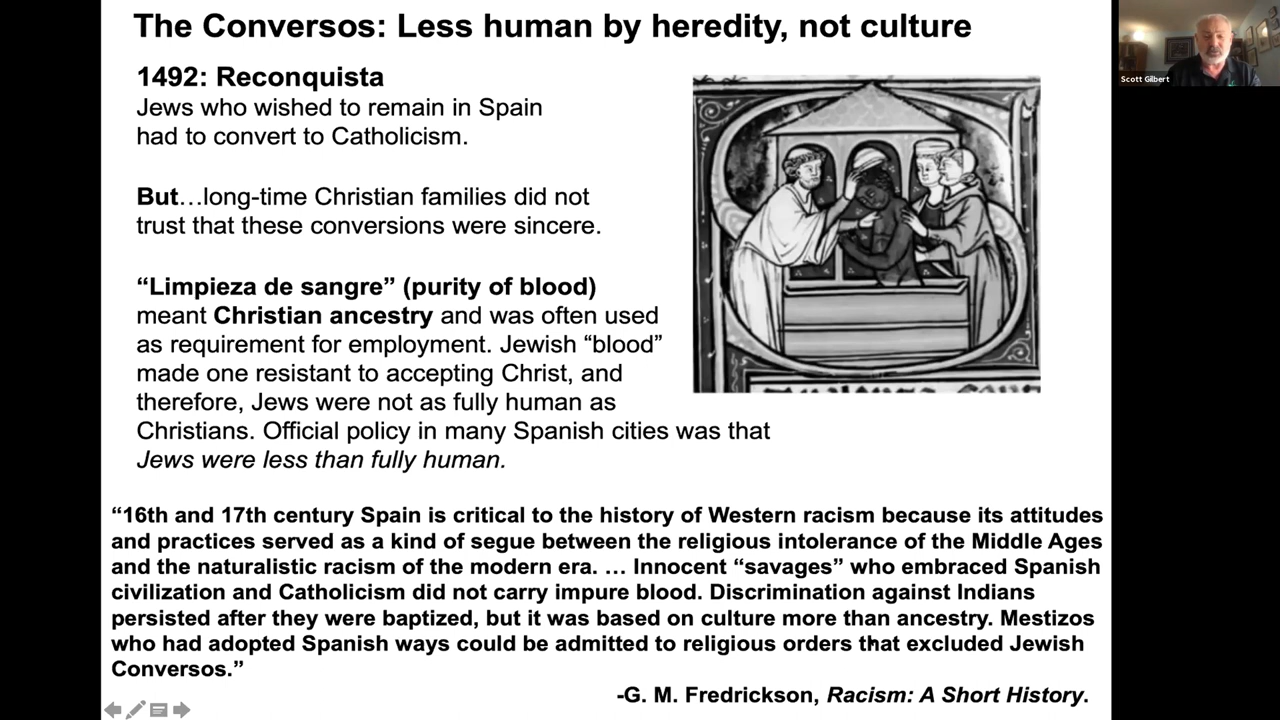 The Conversos: Less human by heredity, not culture
1492: Reconquista
Jews who wished to remain in Spain
had to convert to Catholicism.
But…long-time Christian families did not
trust that these conversions were sincere.
“Limpieza de sangre” (purity of blood)
meant Christian ancestry and was often used
as requirement for employment. Jewish “blood”
made one resistant to accepting Christ, and
therefore, Jews were not as fully human as
Christians. Official policy in many Spanish cities was that
Jews were less than fully human.
“16th and 17th century Spain is critical to the history of Western racism because its attitudes
and practices served as a kind of segue between the religious intolerance of the Middle Ages
and the naturalistic racism of the modern era. … Innocent “savages” who embraced Spanish
civilization and Catholicism did not carry impure blood. Discrimination against Indians
persisted after they were baptized, but it was based on culture more than ancestry. Mestizos
who had adopted Spanish ways could be admitted to religious orders that excluded Jewish
Conversos.”
-G. M. Fredrickson, Racism: A Short History.
Scott Gilbert